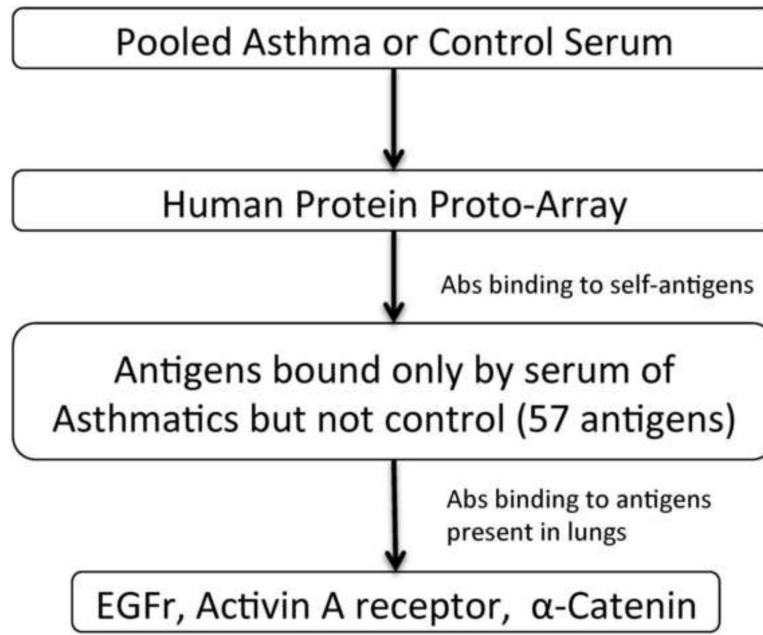 Pooled Asthma or Control Serum
Human Protein Proto-Array
Abs binding to self-antigens
Antigens bound only by serum of
Asthmatics but not control (57 antigens)
Abs binding to antigens
present in lungs
EGFr, Activin A receptor, α-Catenin